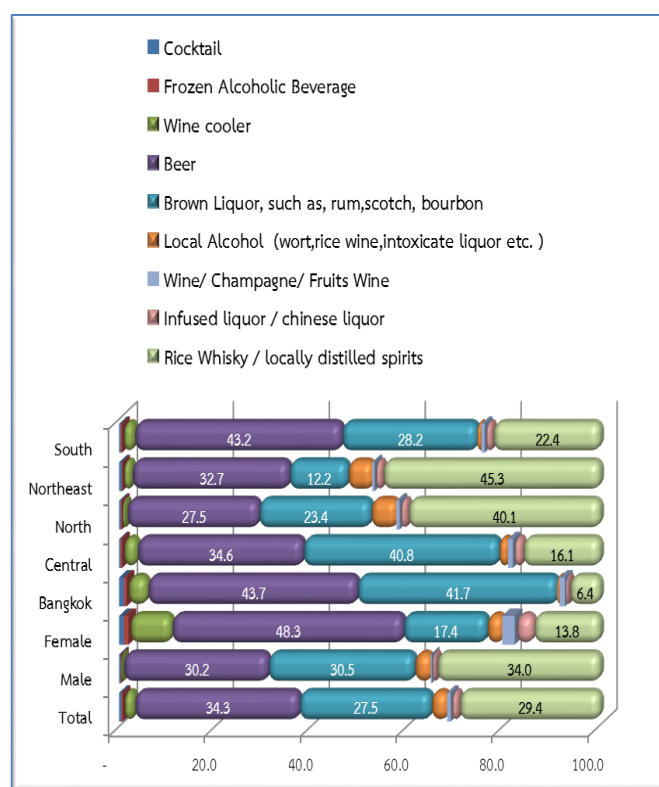 Cocktail
Frozen Alcoholic Beverage
Wine cooler
Beer
Brown Liquor, such as, rum,scotch, bourbon
Local Alcohol (wort,rice wine,intoxicate liquor etc. )
Wine/ Champagne/ Fruits Wine
Infused liquor / chinese liquor
Rice Whisky / locally distilled spirits
South 43.2 28.2 22.4
Northeast 32.7 12.2 45.3
North 27.5 23.4 40.1
Central 34.6 40.8 16.1
Bangkok 43.7 41.7 6.4
Female 48.3 17.4 13.8
Male 30.2 30.5 34.0
Total 34.3 27.5 29.4
- 20.0 40.0 60.0 80.0 100.0